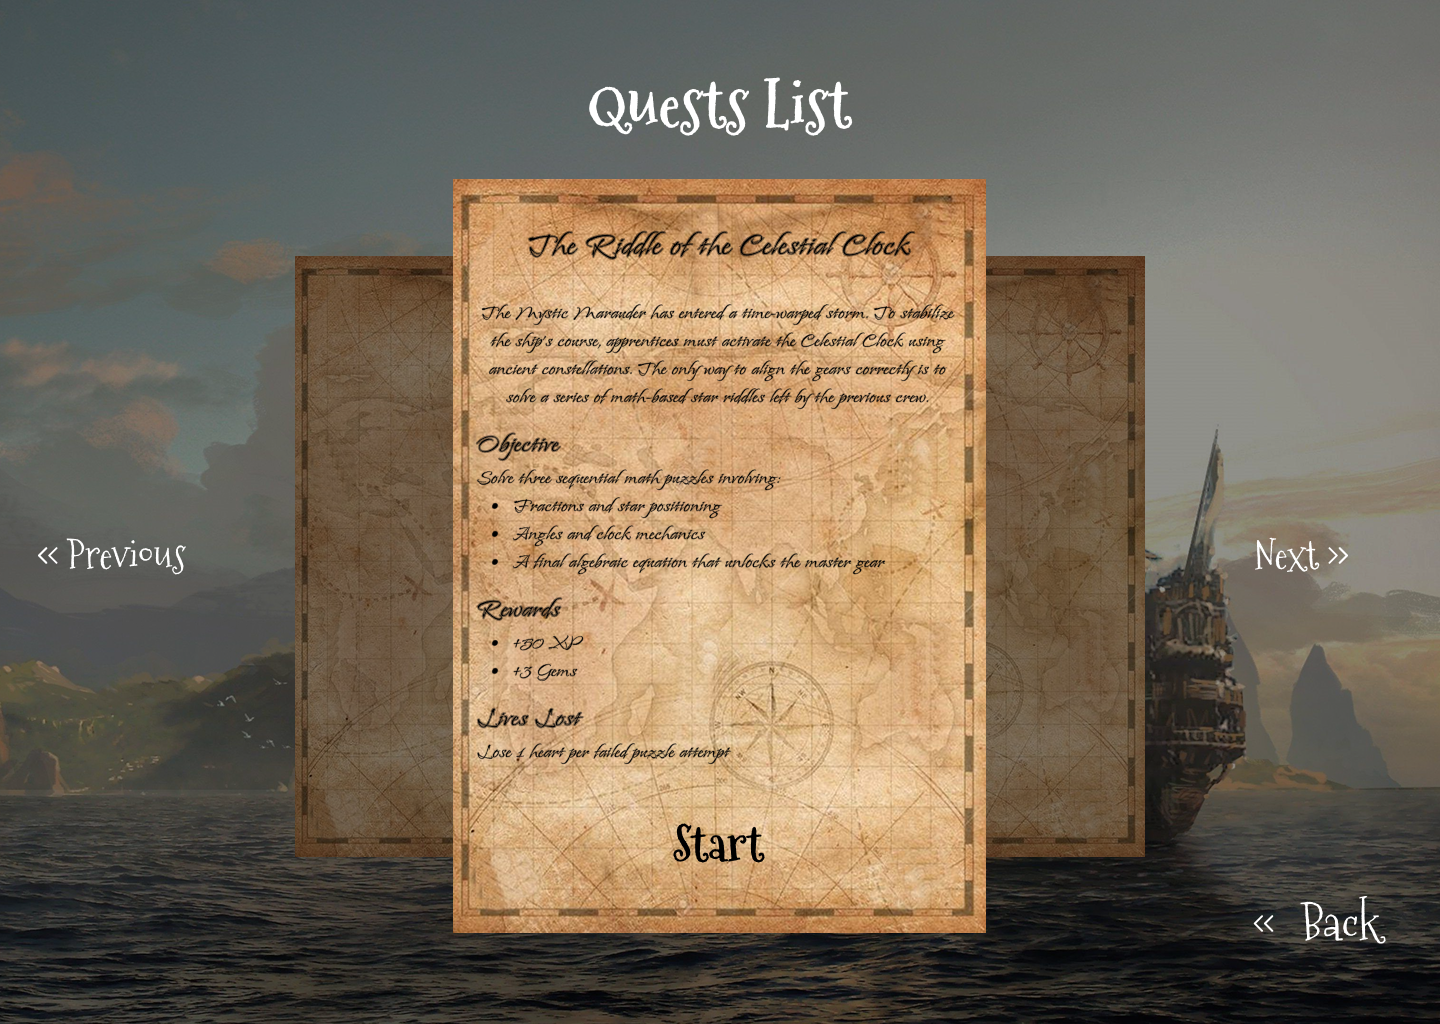 Quests List
The Riddle of the Celestial Clock
The Mystic Marauder has entered a time-warped storm. To stabilize
the ship's course, apprentices must activate the Celestial Clock using
ancient constellations. The only way to align the gears correctly is to
solve a series of math-based star riddles left by the previous crew.
Objective
Solve three sequential math puzzles involving:
• Fractions and star positioning
• Angles and clock mechanics
• A final algebraic equation that unlocks the master gear
<< Previous
Next >>
Rewards
• +50 XP
• +3 Gems
Lives Lost
Lose 1 heart per failed puzzle attempt
Start
<< Back